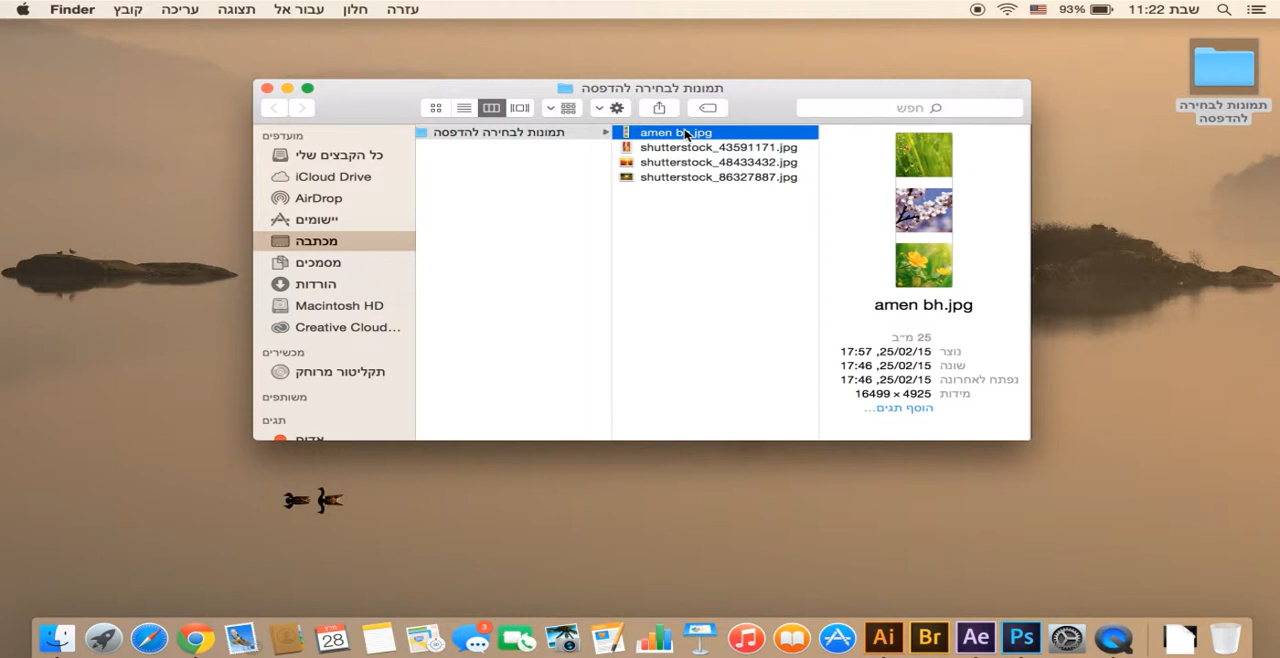 Finder קובץ עריכה תצוגה עבור אל חלון עזרה
93% שבת 11:22
תמונות לבחירה להדפסה
חפש
מועדפים
כל הקבצים שלי
iCloud Drive
AirDrop
יישומים
מכתבה
מסמכים
הורדות
Macintosh HD
Creative Cloud...
מכשירים
תקליטור מרוחק
משותפים
תגים
אדום
תמונות לבחירה להדפסה
amen bh.jpg
shutterstock_43591171.jpg
shutterstock_48433432.jpg
shutterstock_86327887.jpg
amen bh.jpg
25 מ״ב
נוצר 25/02/15, 17:57
שונה 25/02/15, 17:46
נפתח לאחרונה 25/02/15, 17:46
מידות 4925 × 16499
הוסף תגים...
תמונות לבחירה
להדפסה
28
3
Ai
Br
Ae
Ps